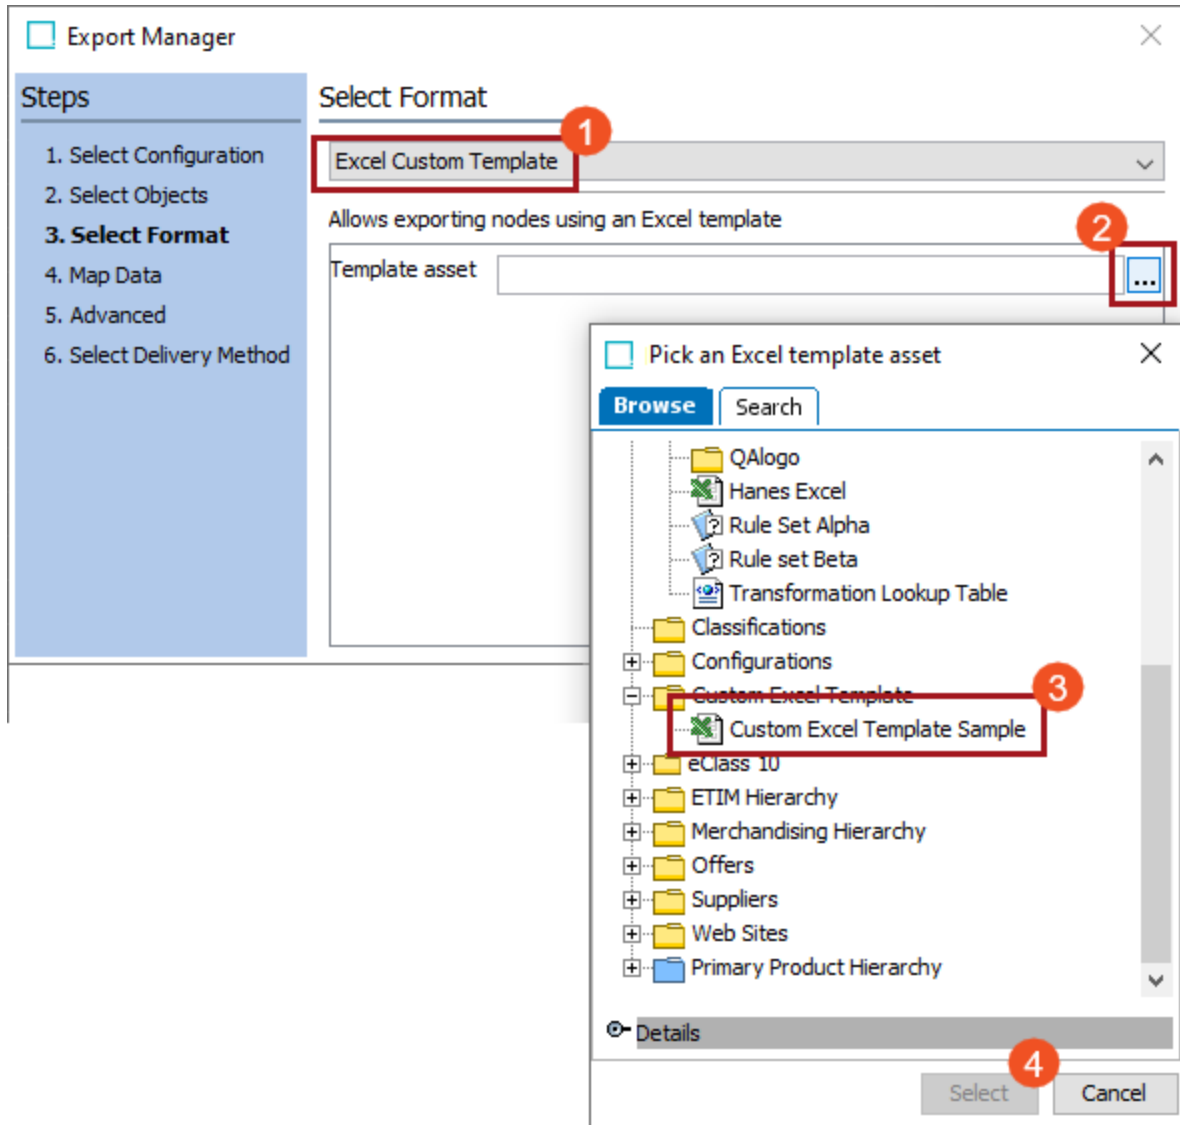 Export Manager
Steps
1. Select Configuration
2. Select Objects
3. Select Format
4. Map Data
5. Advanced
6. Select Delivery Method
Select Format
1
Excel Custom Template
Allows exporting nodes using an Excel template
2
Template asset
...
Pick an Excel template asset
Browse Search
QAlogo
Hanes Excel
Rule Set Alpha
Rule set Beta
Transformation Lookup Table
Classifications
Configurations
3
Custom Excel Template
Custom Excel Template Sample
eClass 10
ETIM Hierarchy
Merchandising Hierarchy
Offers
Suppliers
Web Sites
Primary Product Hierarchy
Details
4
Select Cancel